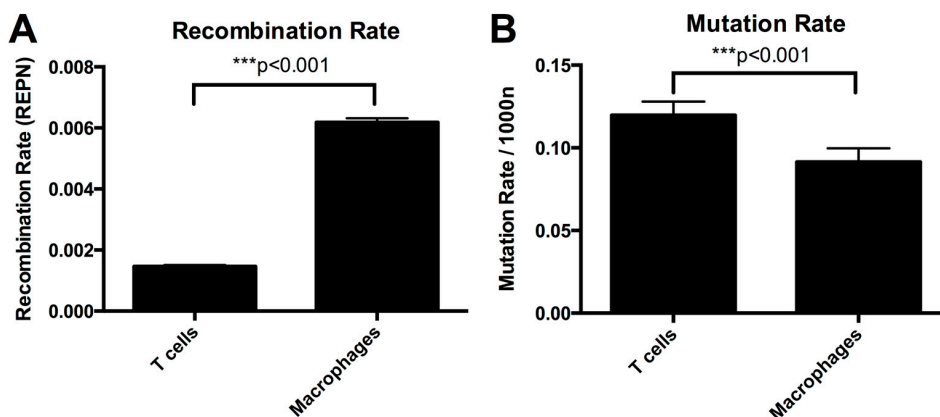 A
Recombination Rate
***p<0.001
Recombination Rate (REPN)
0.008
0.006
0.004
0.002
0.000
T cells
Macrophages
B
Mutation Rate
***p<0.001
Mutation Rate / 1000n
0.15
0.10
0.05
0.00
T cells
Macrophages